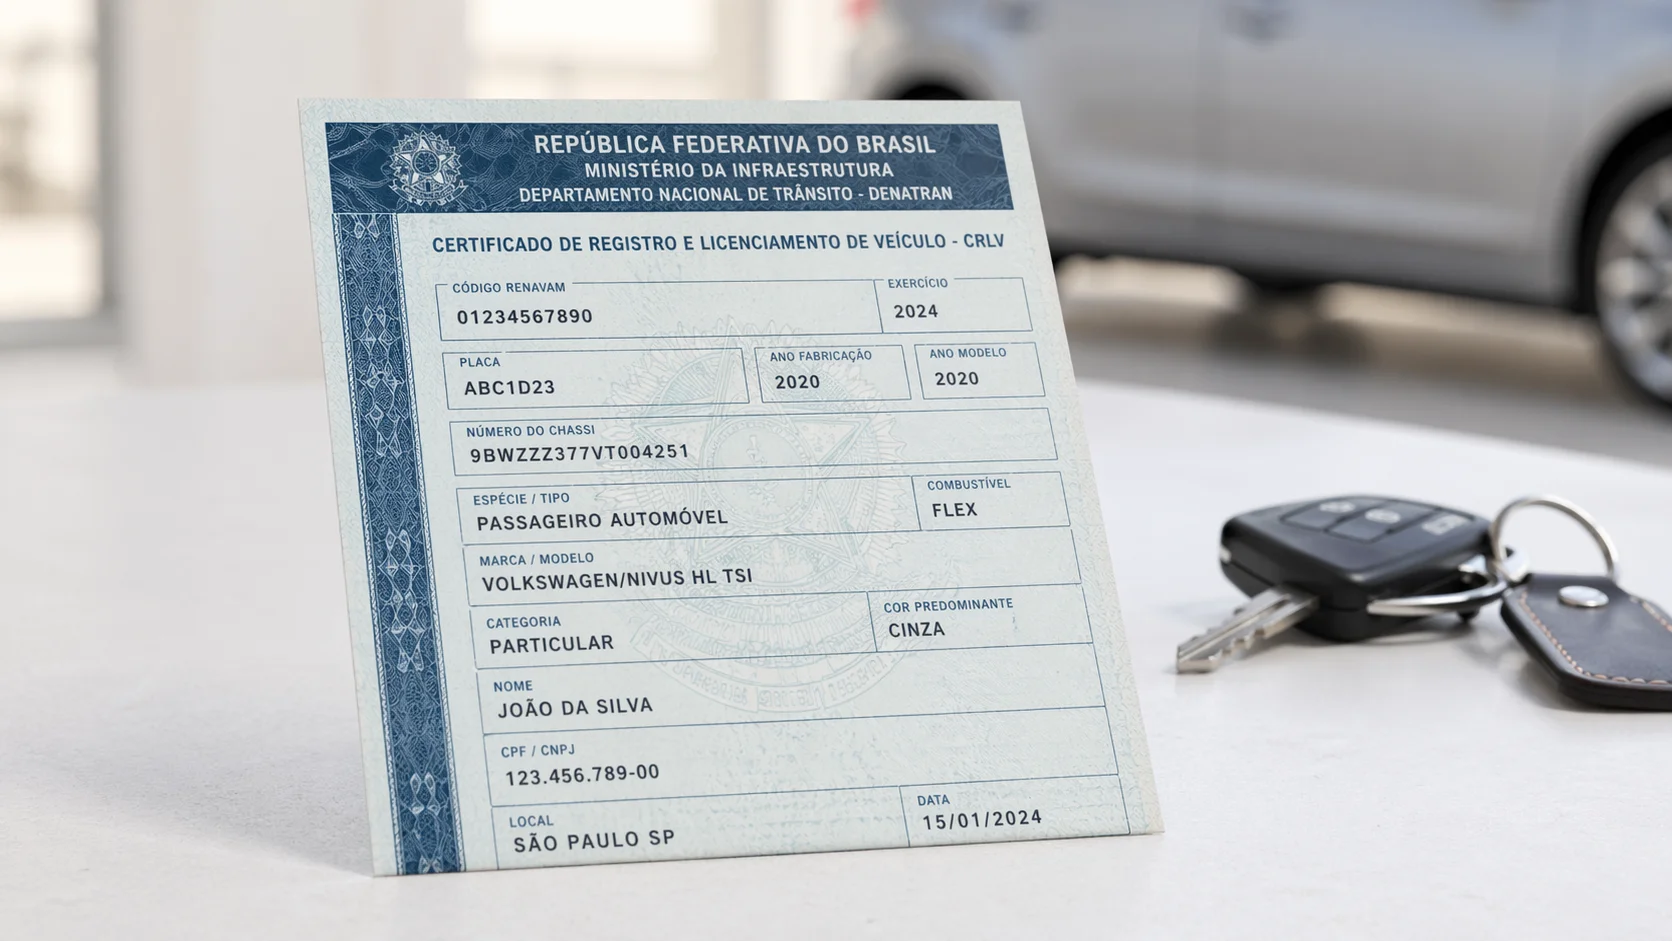 REPÚBLICA FEDERATIVA DO BRASIL
MINISTÉRIO DA INFRAESTRUTURA
DEPARTAMENTO NACIONAL DE TRÂNSITO - DENATRAN
CERTIFICADO DE REGISTRO E LICENCIAMENTO DE VEÍCULO - CRLV
CÓDIGO RENAVAM EXERCÍCIO
01234567890 2024
PLACA ANO FABRICAÇÃO ANO MODELO
ABC1D23 2020 2020
NÚMERO DO CHASSI
9BWZZZ377VT004251
ESPÉCIE / TIPO COMBUSTÍVEL
PASSAGEIRO AUTOMÓVEL FLEX
MARCA / MODELO
VOLKSWAGEN/NIVUS HL TSI
CATEGORIA COR PREDOMINANTE
PARTICULAR CINZA
NOME
JOÃO DA SILVA
CPF / CNPJ
123.456.789-00
LOCAL DATA
SÃO PAULO SP 15/01/2024